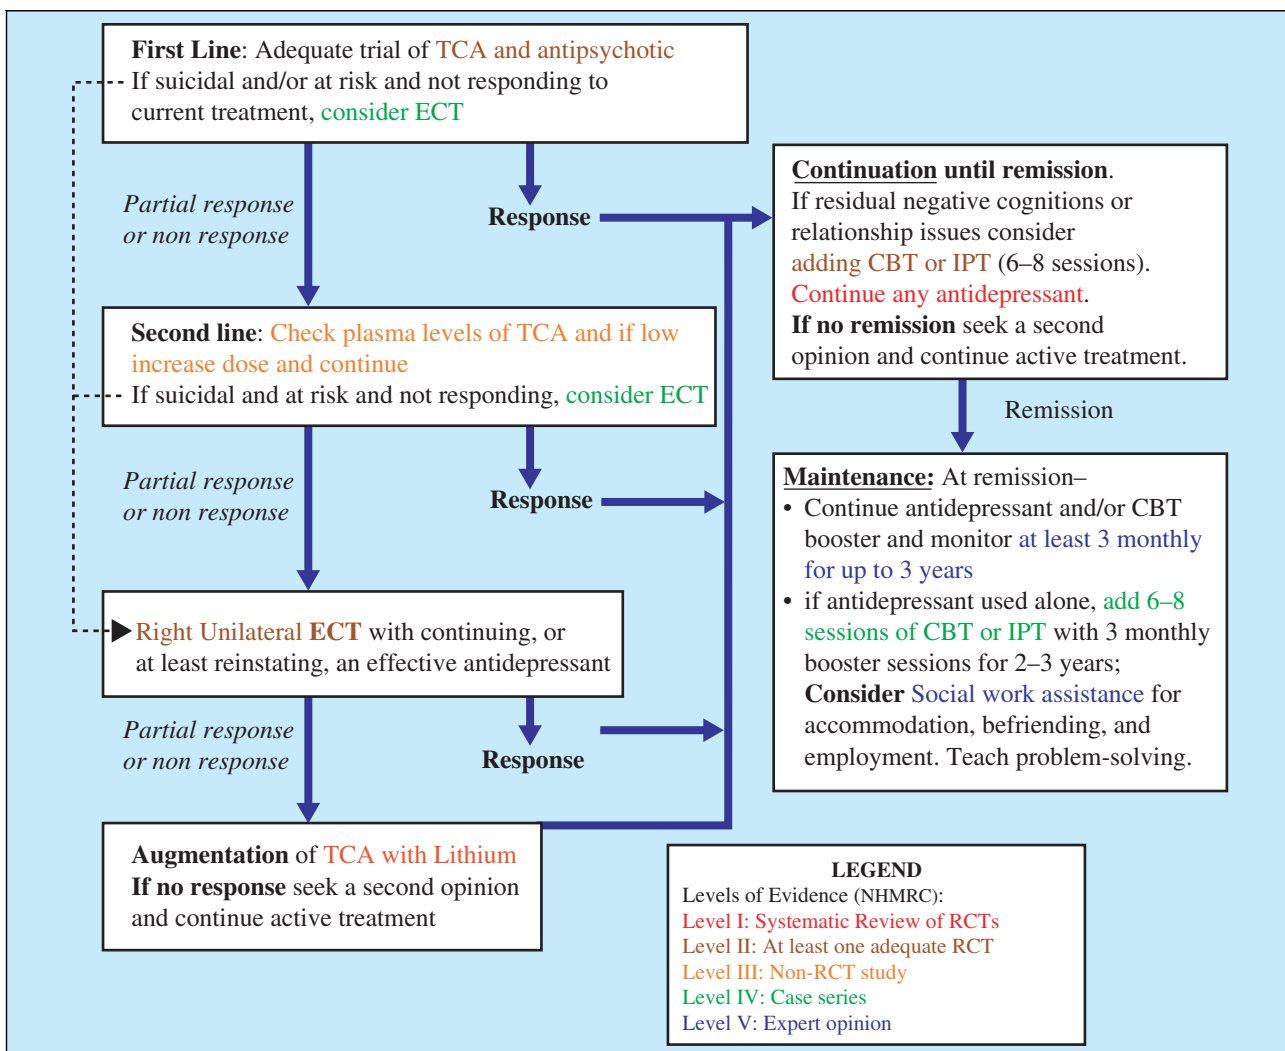 First Line: Adequate trial of TCA and antipsychotic
If suicidal and/or at risk and not responding to
current treatment, consider ECT
Partial response
or non response
Response
Second line: Check plasma levels of TCA and if low
increase dose and continue
If suicidal and at risk and not responding, consider ECT
Partial response
or non response
Response
Right Unilateral ECT with continuing, or
at least reinstating, an effective antidepressant
Partial response
or non response
Response
Augmentation of TCA with Lithium
If no response seek a second opinion
and continue active treatment
Continuation until remission.
If residual negative cognitions or
relationship issues consider
adding CBT or IPT (6–8 sessions).
Continue any antidepressant.
If no remission seek a second
opinion and continue active treatment.
Remission
Maintenance: At remission–
• Continue antidepressant and/or CBT
booster and monitor at least 3 monthly
for up to 3 years
• if antidepressant used alone, add 6–8
sessions of CBT or IPT with 3 monthly
booster sessions for 2–3 years;
Consider Social work assistance for
accommodation, befriending, and
employment. Teach problem-solving.
LEGEND
Levels of Evidence (NHMRC):
Level I: Systematic Review of RCTs
Level II: At least one adequate RCT
Level III: Non-RCT study
Level IV: Case series
Level V: Expert opinion